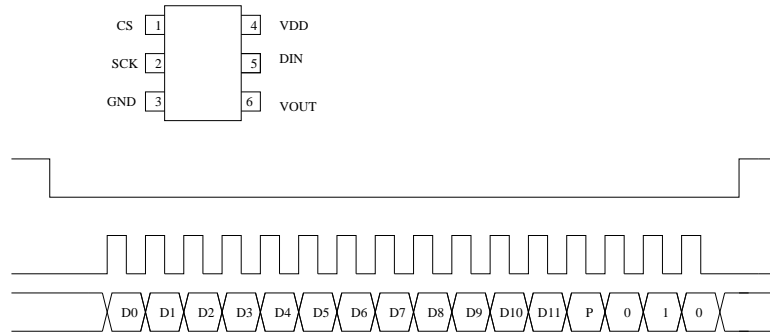 CS 1 4 VDD
SCK 2 5 DIN
GND 3 6 VOUT
D0 D1 D2 D3 D4 D5 D6 D7 D8 D9 D10 D11 P 0 1 0